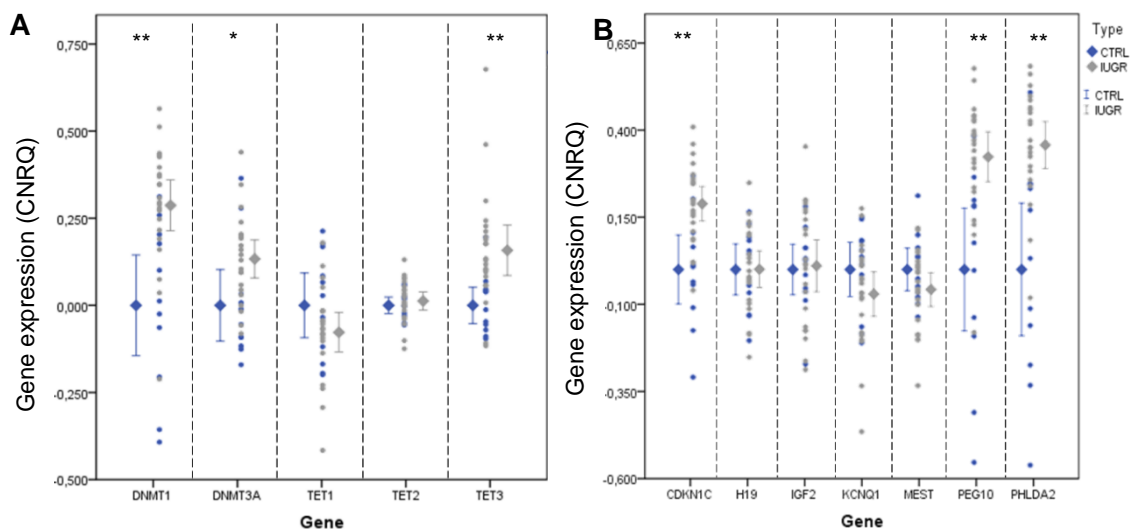 A
** * **
Gene expression (CNRQ)
0,750
0,500
0,250
0,000
-0,250
-0,500
DNMT1 DNMT3A TET1 TET2 TET3
Gene
B
** ** **
Gene expression (CNRQ)
0,650
0,400
0,150
-0,100
-0,350
-0,600
CDKN1C H19 IGF2 KCNQ1 MEST PEG10 PHLDA2
Gene
Type
CTRL
IUGR
CTRL
IUGR